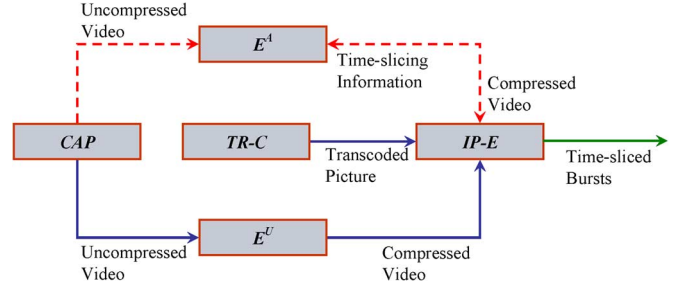 Uncompressed
Video
E^A
Time-slicing
Information
Compressed
Video
CAP
TR-C
IP-E
Transcoded
Picture
Time-sliced
Bursts
E^U
Uncompressed
Video
Compressed
Video